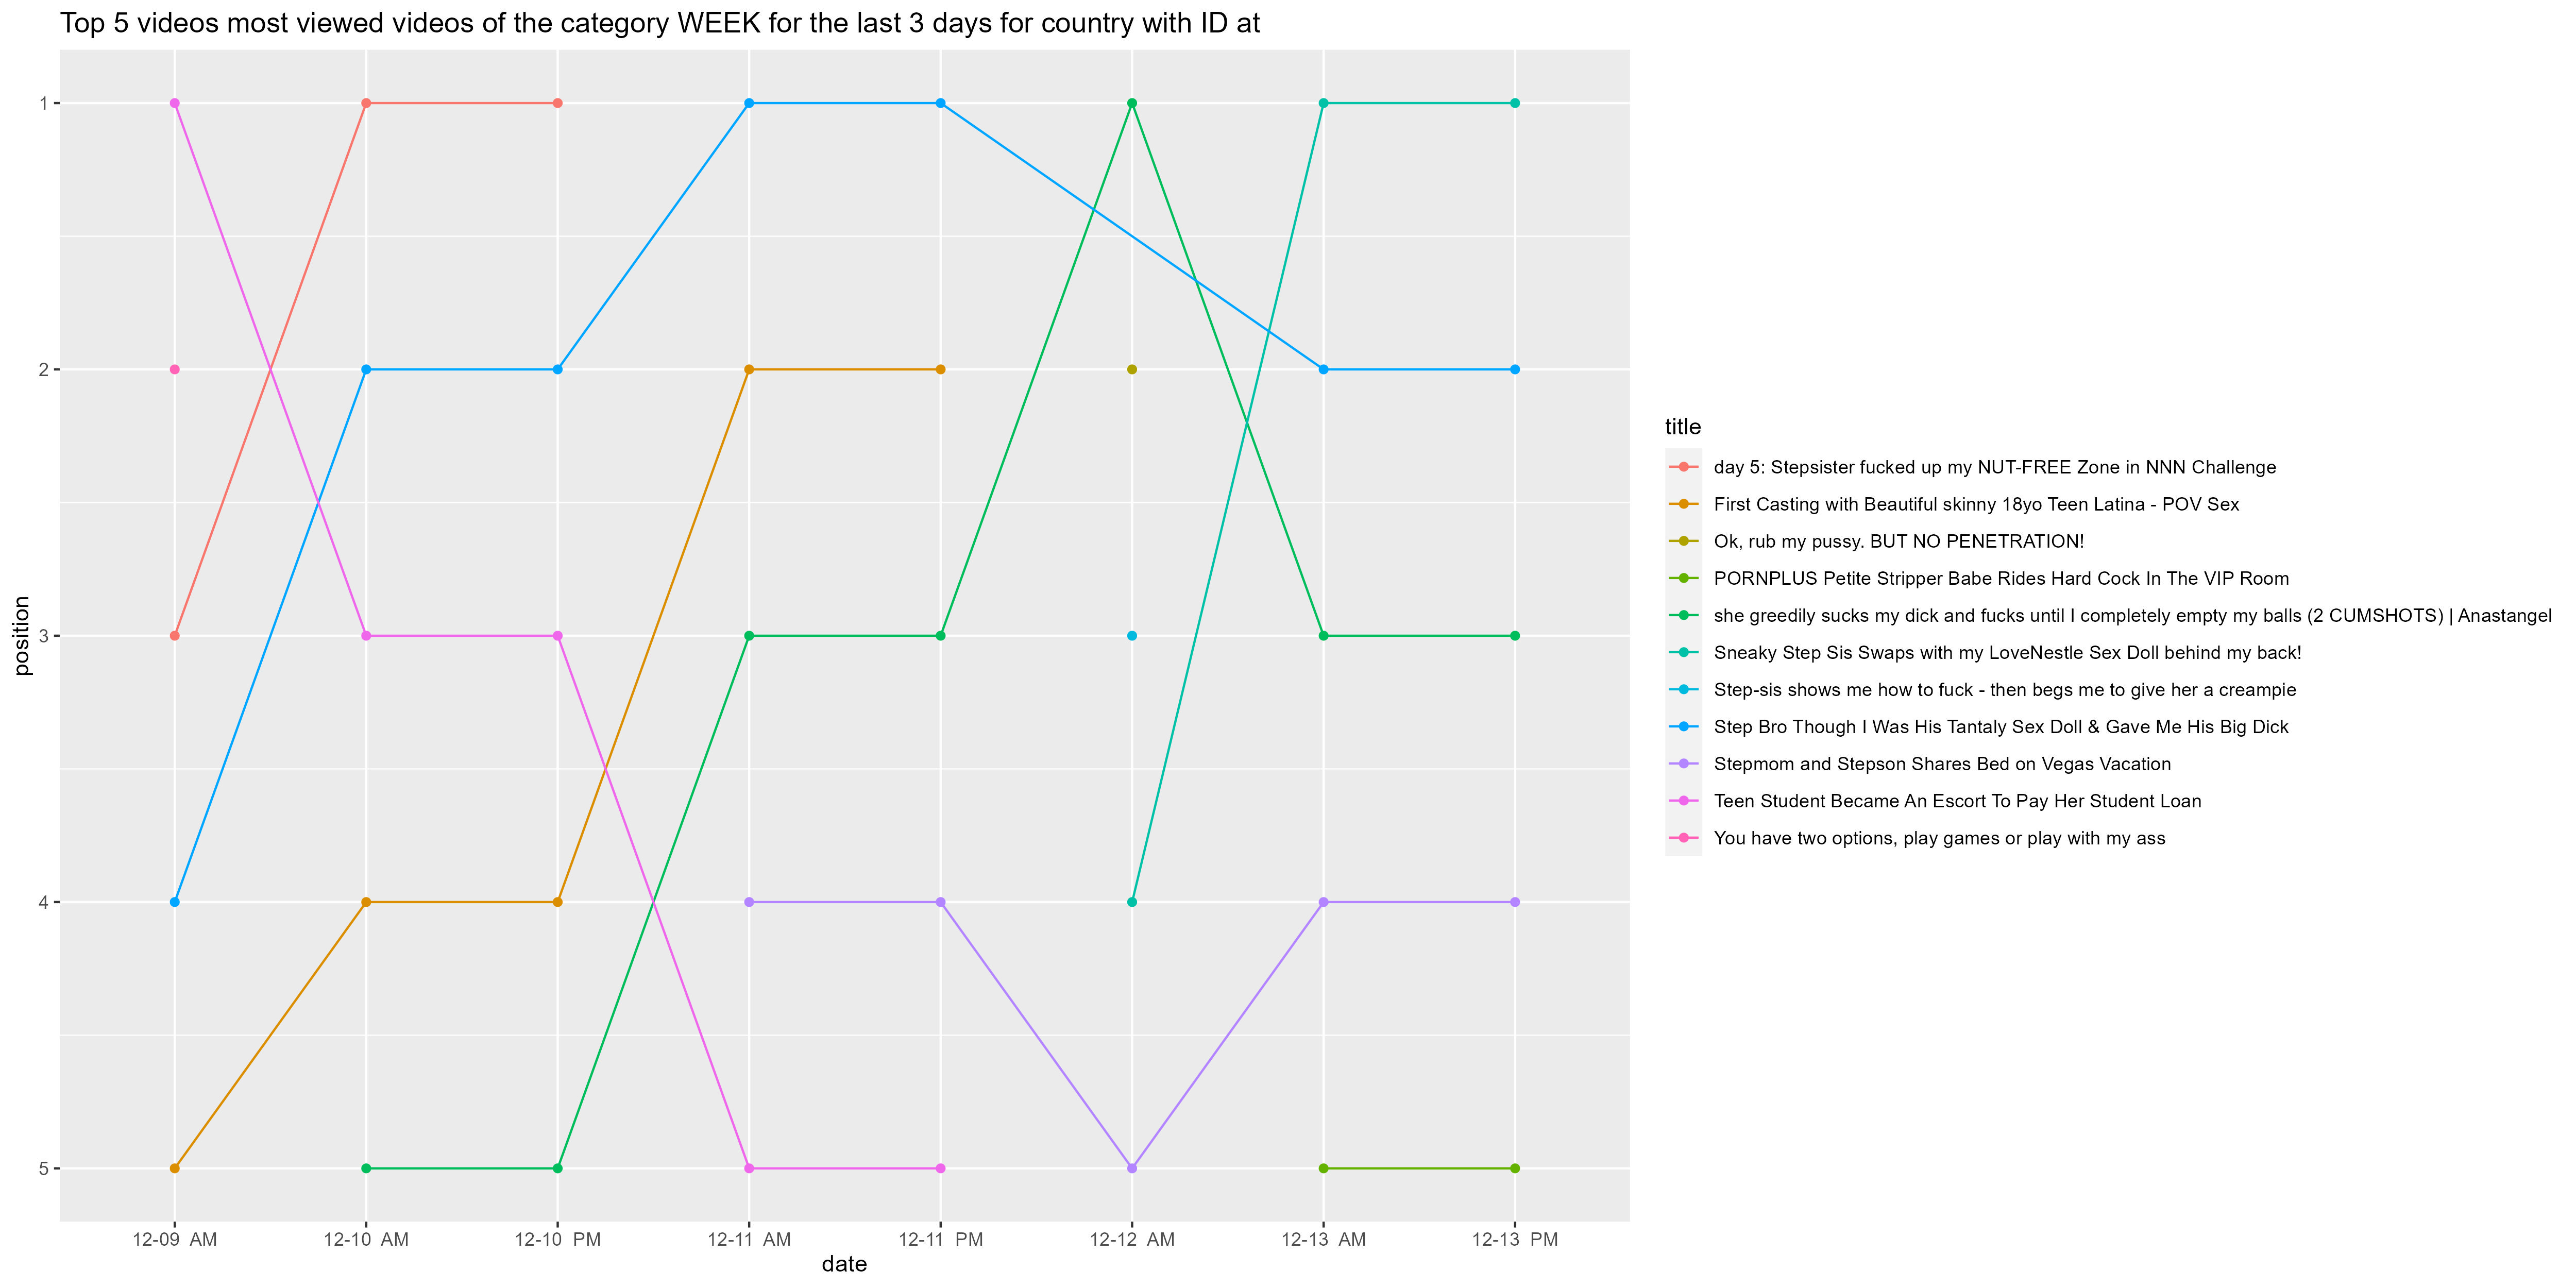 Top 5 videos most viewed videos of the category WEEK for the last 3 days for country with ID at
position
1
2
3
4
5
12-09 AM
12-10 AM
12-10 PM
12-11 AM
12-11 PM
12-12 AM
12-13 AM
12-13 PM
date
title
day 5: Stepsister fucked up my NUT-FREE Zone in NNN Challenge
First Casting with Beautiful skinny 18yo Teen Latina - POV Sex
Ok, rub my pussy. BUT NO PENETRATION!
PORNPLUS Petite Stripper Babe Rides Hard Cock In The VIP Room
she greedily sucks my dick and fucks until I completely empty my balls (2 CUMSHOTS) | Anastangel
Sneaky Step Sis Swaps with my LoveNestle Sex Doll behind my back!
Step-sis shows me how to fuck - then begs me to give her a creampie
Step Bro Though I Was His Tantaly Sex Doll & Gave Me His Big Dick
Stepmom and Stepson Shares Bed on Vegas Vacation
Teen Student Became An Escort To Pay Her Student Loan
You have two options, play games or play with my ass